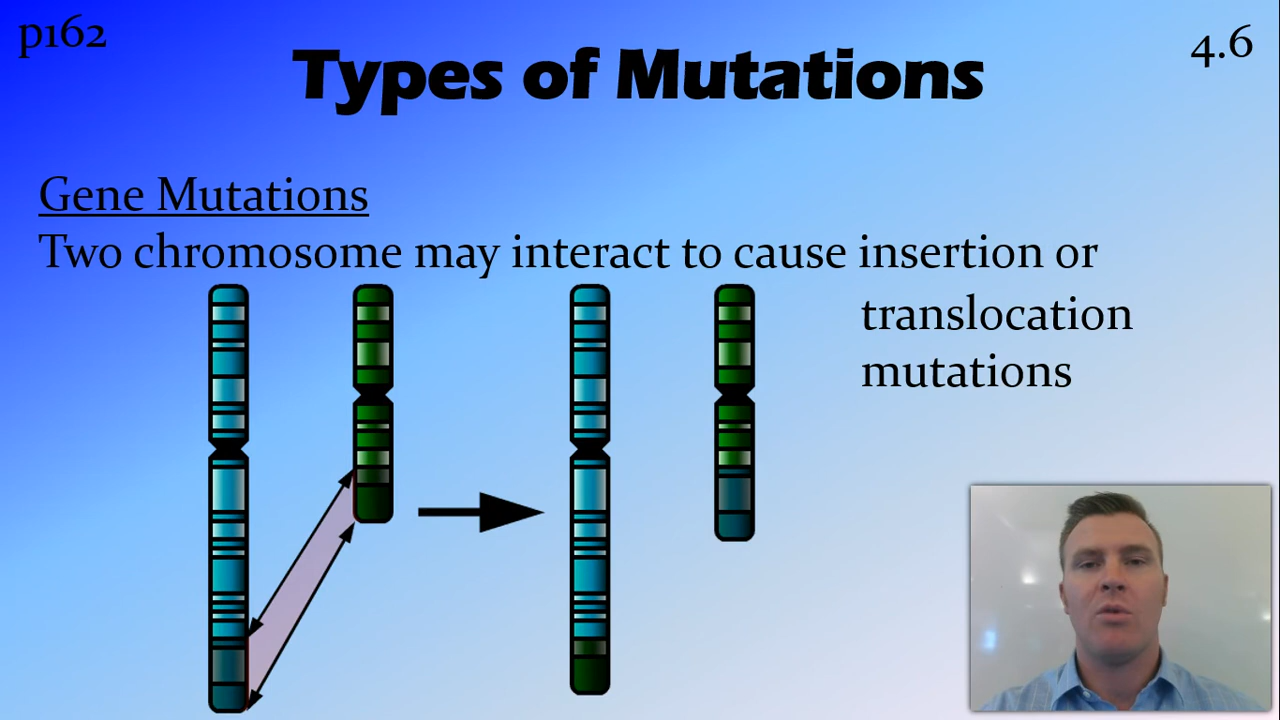 p162
4.6
Types of Mutations
Gene Mutations
Two chromosome may interact to cause insertion or
translocation
mutations